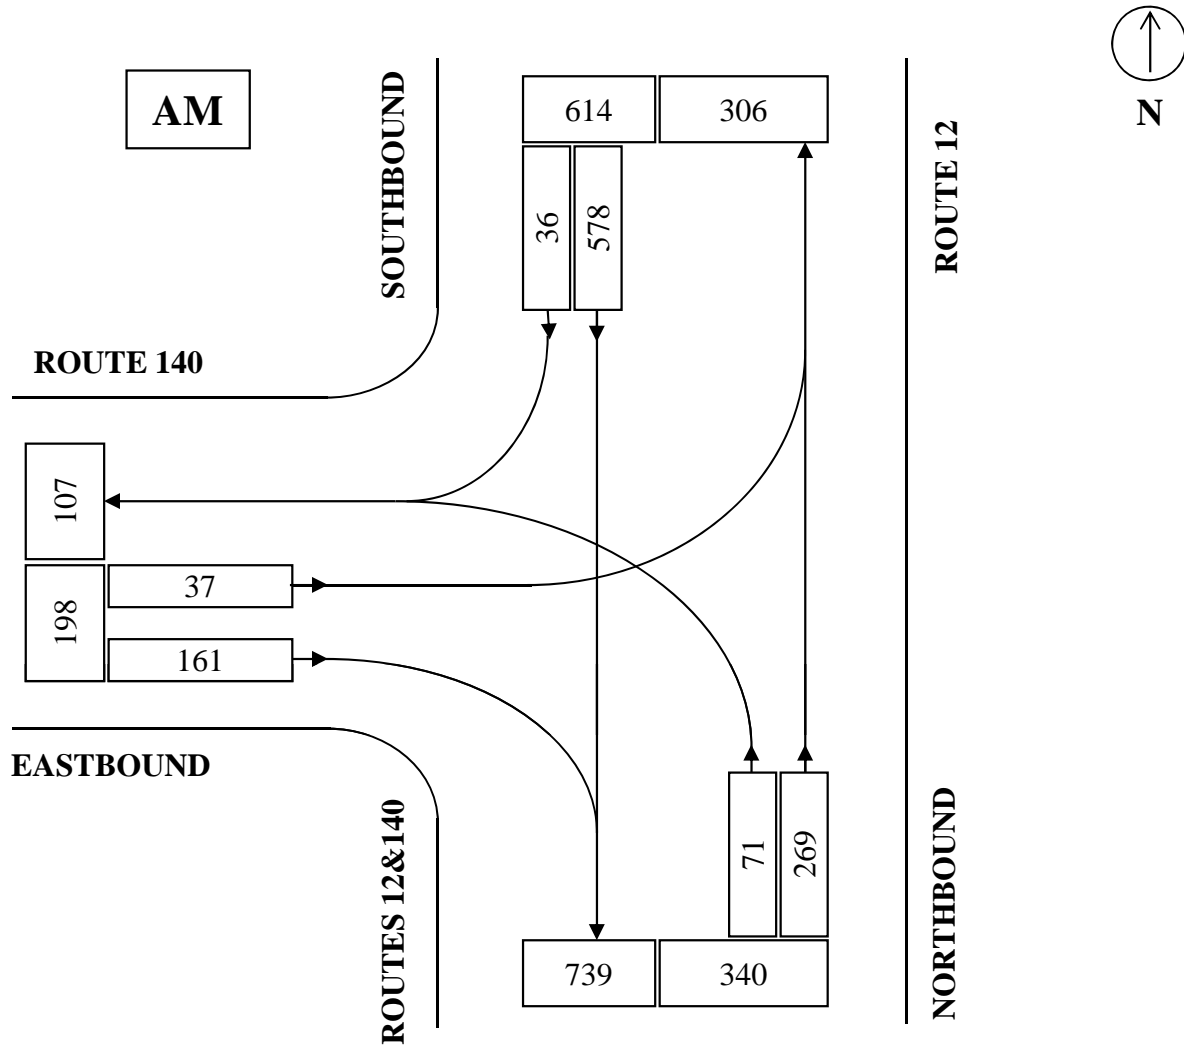 AM
SOUTHBOUND
614
306
ROUTE 12
N
36
578
ROUTE 140
107
198
37
161
EASTBOUND
ROUTES 12&140
71
269
NORTHBOUND
739
340